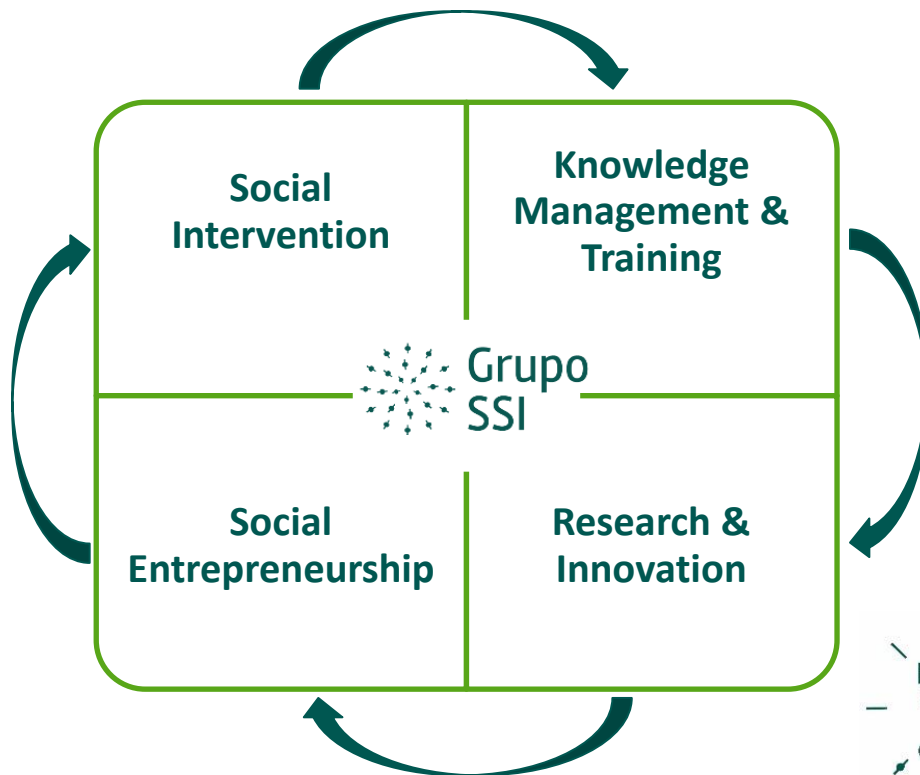 Social
Intervention
Knowledge
Management &
Training
Grupo
SSI
Social
Entrepreneurship
Research &
Innovation